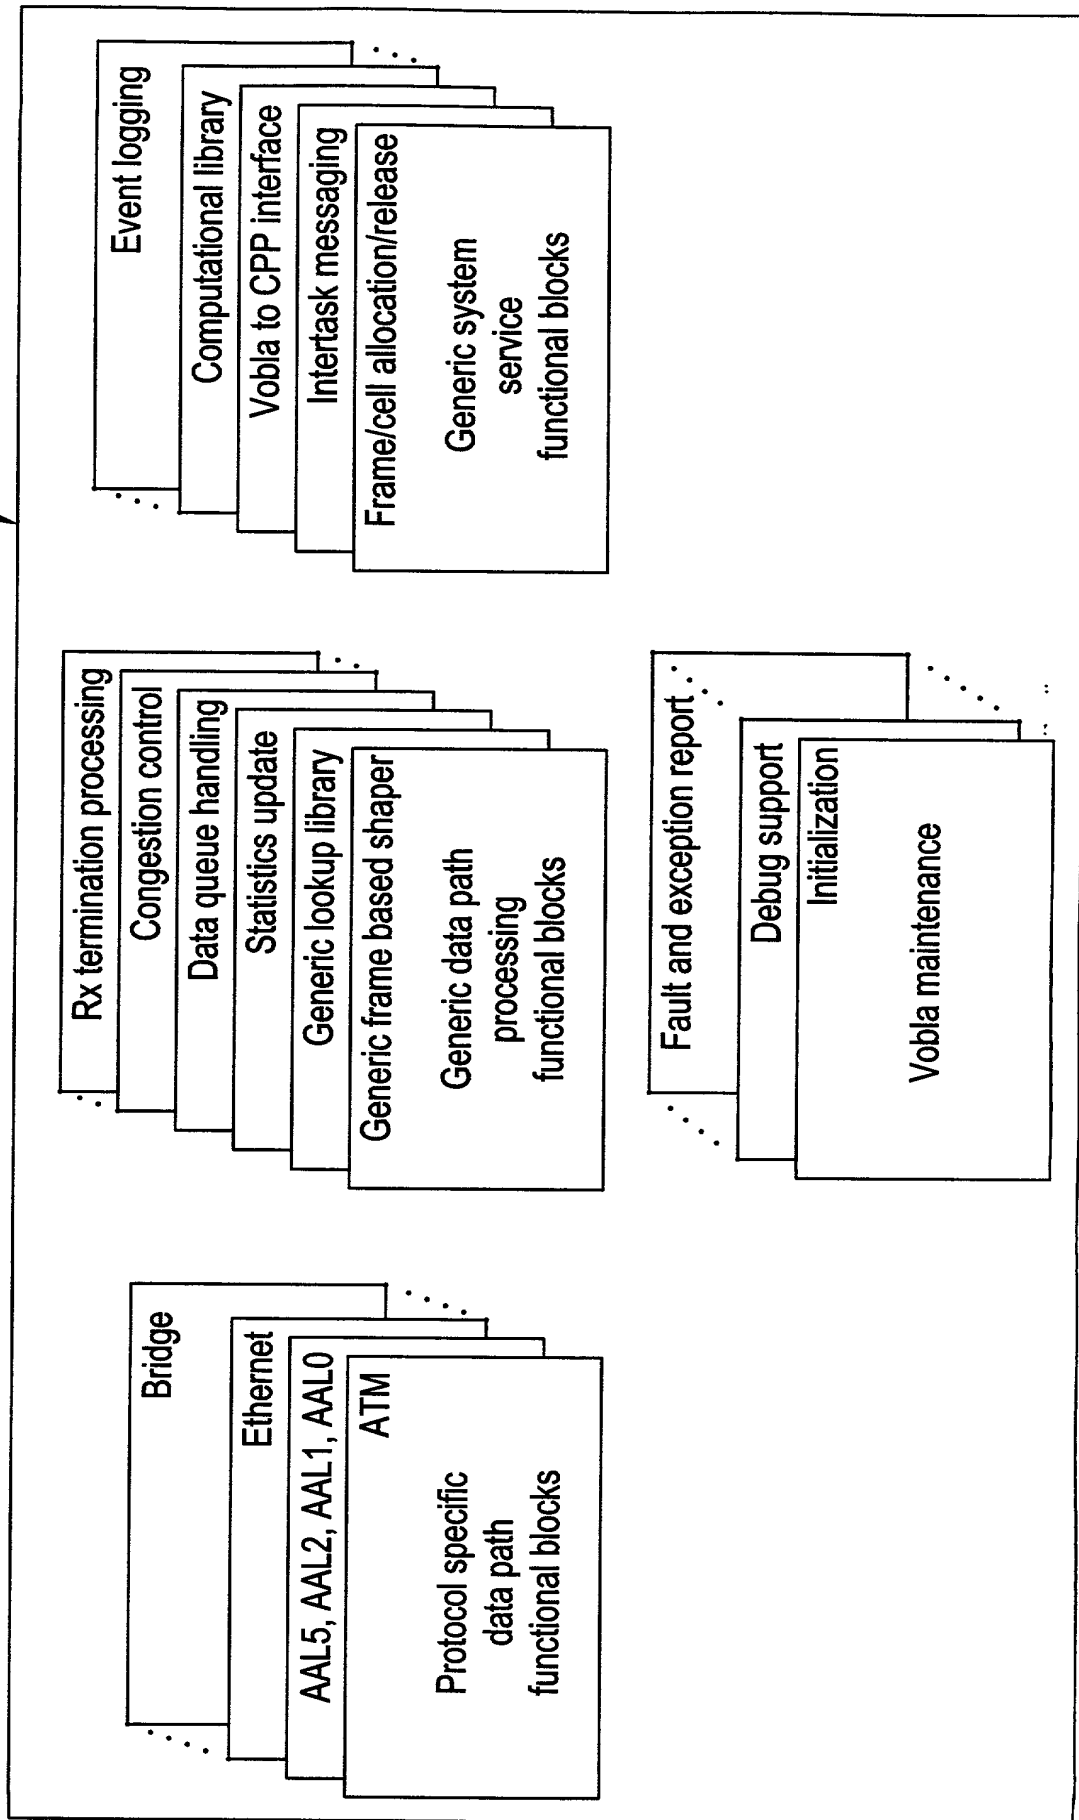 Bridge
Ethernet
AAL5, AAL2, AAL1, AAL0
ATM
Protocol specific
data path
functional blocks
Rx termination processing
Congestion control
Data queue handling
Statistics update
Generic lookup library
Generic frame based shaper
Generic data path
processing
functional blocks
Event logging
Computational library
Vobla to CPP interface
Intertask messaging
Frame/cell allocation/release
Generic system
service
functional blocks
Fault and exception report
Debug support
Initialization
Vobla maintenance